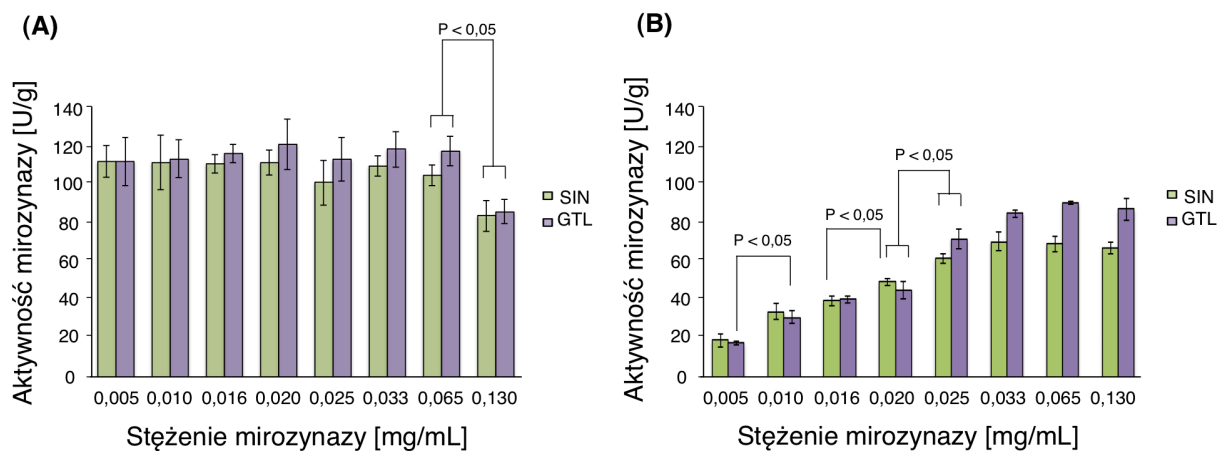 (A)
P < 0,05
Aktywność mirozynazy [U/g]
140
120
100
80
60
40
20
0
0,005 0,010 0,016 0,020 0,025 0,033 0,065 0,130
Stężenie mirozynazy [mg/mL]
SIN
GTL
(B)
Aktywność mirozynazy [U/g]
140
120
100
80
60
40
20
0
P < 0,05
P < 0,05
P < 0,05
0,005 0,010 0,016 0,020 0,025 0,033 0,065 0,130
Stężenie mirozynazy [mg/mL]
SIN
GTL